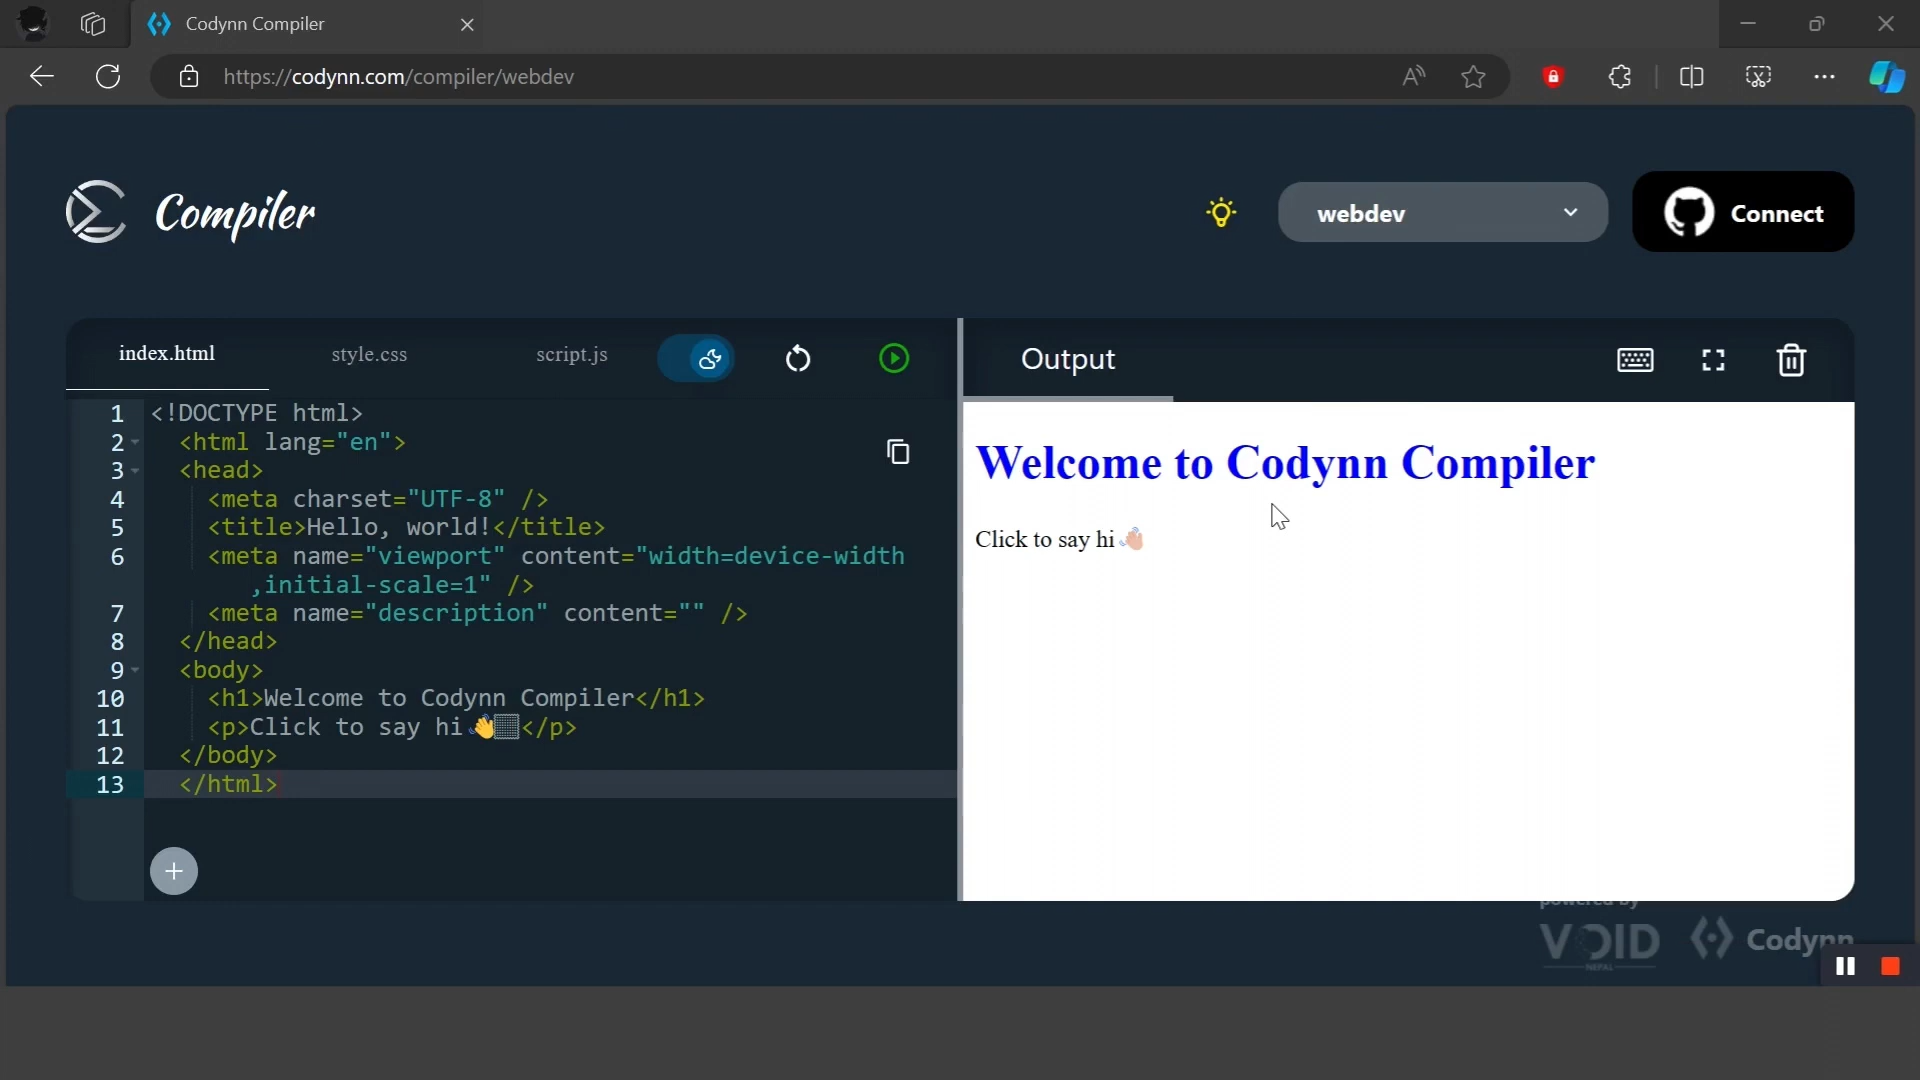 Codynn Compiler
https://codynn.com/compiler/webdev
Compiler
webdev
Connect
index.html
style.css
script.js
Output
1 <!DOCTYPE html>
2 <html lang="en">
3 <head>
4 <meta charset="UTF-8" />
5 <title>Hello, world!</title>
6 <meta name="viewport" content="width=device-width
,initial-scale=1" />
7 <meta name="description" content="" />
8 </head>
9 <body>
10 <h1>Welcome to Codynn Compiler</h1>
11 <p>Click to say hi👋</p>
12 </body>
13 </html>
Welcome to Codynn Compiler
Click to say hi👋🏻
powered by
VOID
NEPAL
Codynn